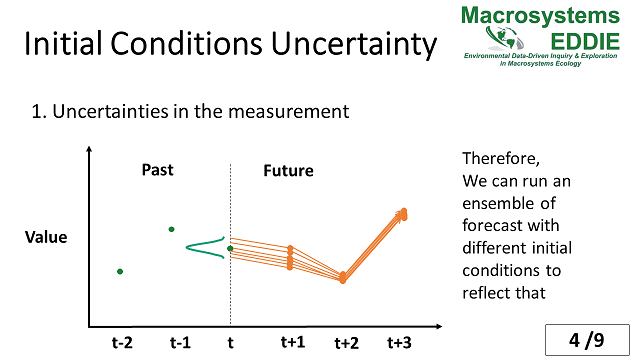 Initial Conditions Uncertainty
Macrosystems
EDDIE
Environmental Data-Driven Inquiry & Exploration
in Macrosystems Ecology
1. Uncertainties in the measurement
Past
Future
Value
t-2
t-1
t
t+1
t+2
t+3
Therefore,
We can run an
ensemble of
forecast with
different initial
conditions to
reflect that
4 /9